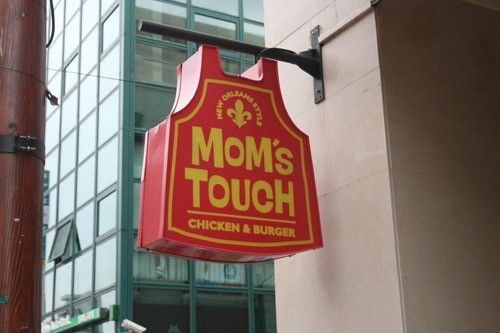 NEW ORLEANS STYLE
MOM's
TOUCH
CHICKEN & BURGER